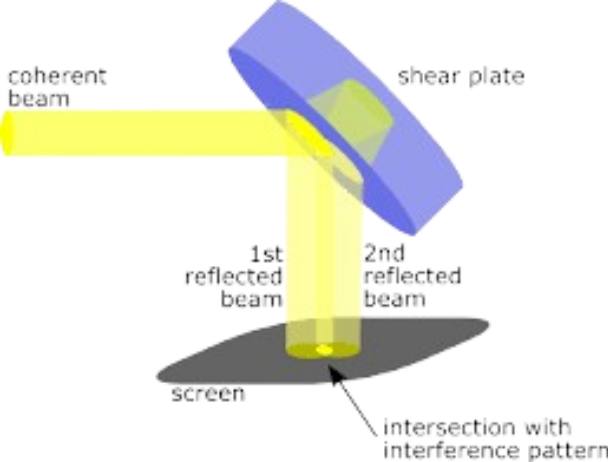 coherent
beam
shear plate
1st
reflected
beam
2nd
reflected
beam
screen
intersection with
interference pattern